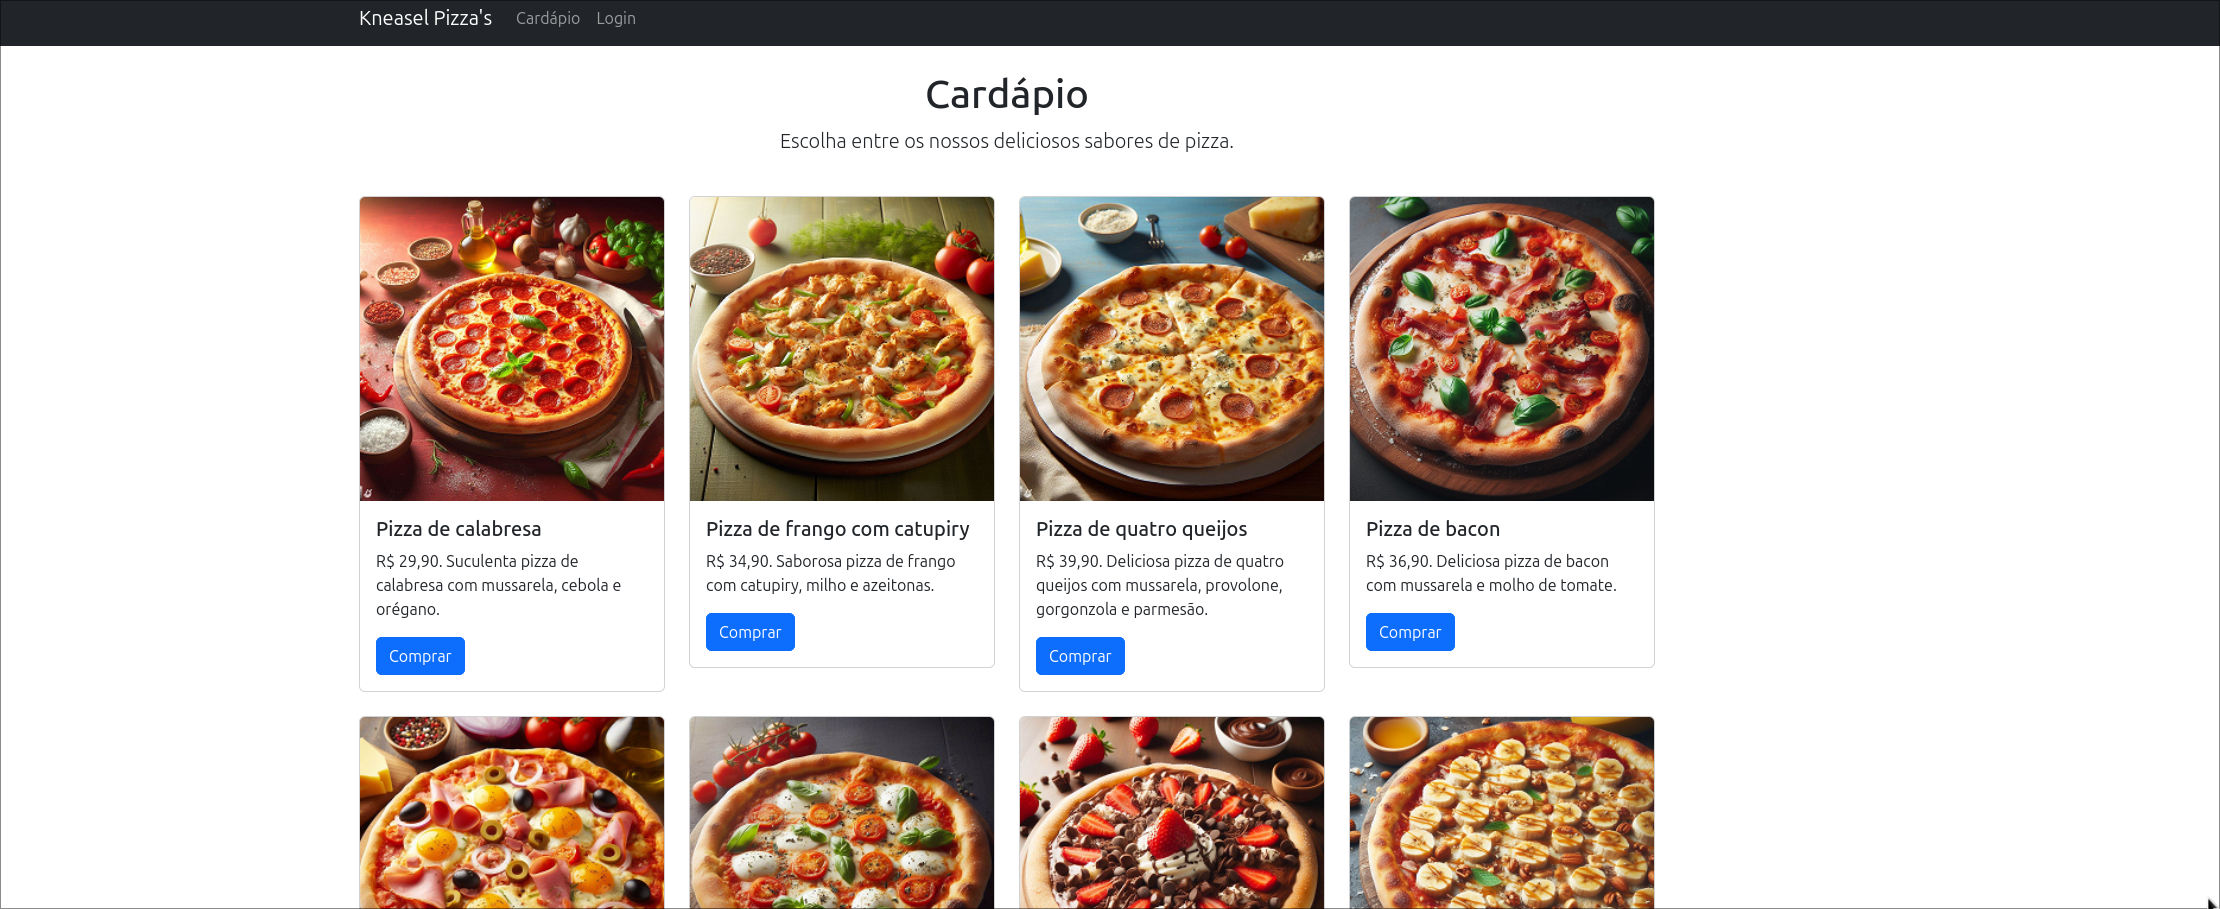 Kneasel Pizza's Cardápio Login
Cardápio
Escolha entre os nossos deliciosos sabores de pizza.
Pizza de calabresa
R$ 29,90. Suculenta pizza de
calabresa com mussarela, cebola e
orégano.
Comprar
Pizza de frango com catupiry
R$ 34,90. Saborosa pizza de frango
com catupiry, milho e azeitonas.
Comprar
Pizza de quatro queijos
R$ 39,90. Deliciosa pizza de quatro
queijos com mussarela, provolone,
gorgonzola e parmesão.
Comprar
Pizza de bacon
R$ 36,90. Deliciosa pizza de bacon
com mussarela e molho de tomate.
Comprar